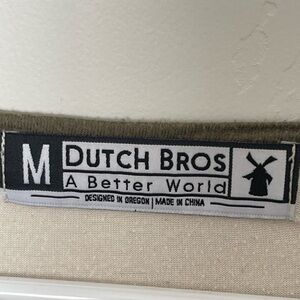 M
DUTCH BROS
A Better World
DESIGNED IN OREGON | MADE IN CHINA